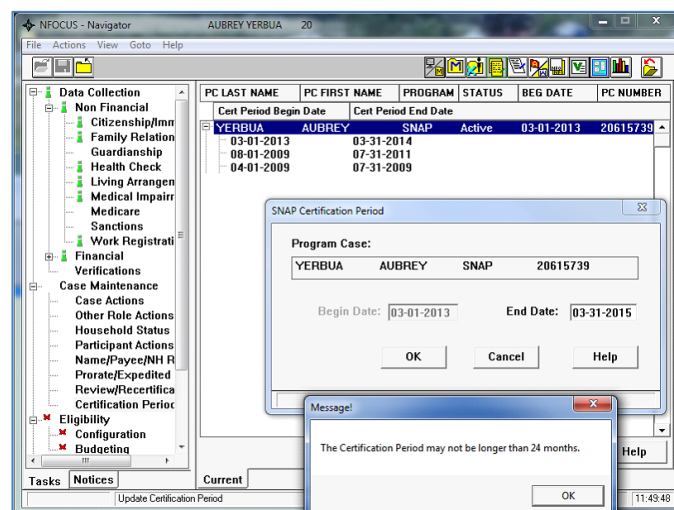 NFOCUS - Navigator AUBREY YERBUA 20
File Actions View Goto Help
Data Collection
Non Financial
Citizenship/Imm
Family Relation
Guardianship
Health Check
Living Arrangen
Medical Impairr
Medicare
Sanctions
Work Registrati
Financial
Verifications
Case Maintenance
Case Actions
Other Role Actions
Household Status
Participant Actions
Name/Payee/NH R
Prorate/Expedited
Review/Recertifica
Certification Perioc
Eligibility
Configuration
Budgeting
Tasks Notices
PC LAST NAME PC FIRST NAME PROGRAM STATUS BEG DATE PC NUMBER
Cert Period Begin Date Cert Period End Date
YERBUA AUBREY SNAP Active 03-01-2013 20615739
03-01-2013 03-31-2014
08-01-2009 07-31-2011
04-01-2009 07-31-2009
SNAP Certification Period
Program Case:
YERBUA AUBREY SNAP 20615739
Begin Date: 03-01-2013 End Date: 03-31-2015
OK Cancel Help
Message!
The Certification Period may not be longer than 24 months.
OK
Help
Current
Update Certification Period 11:49:48